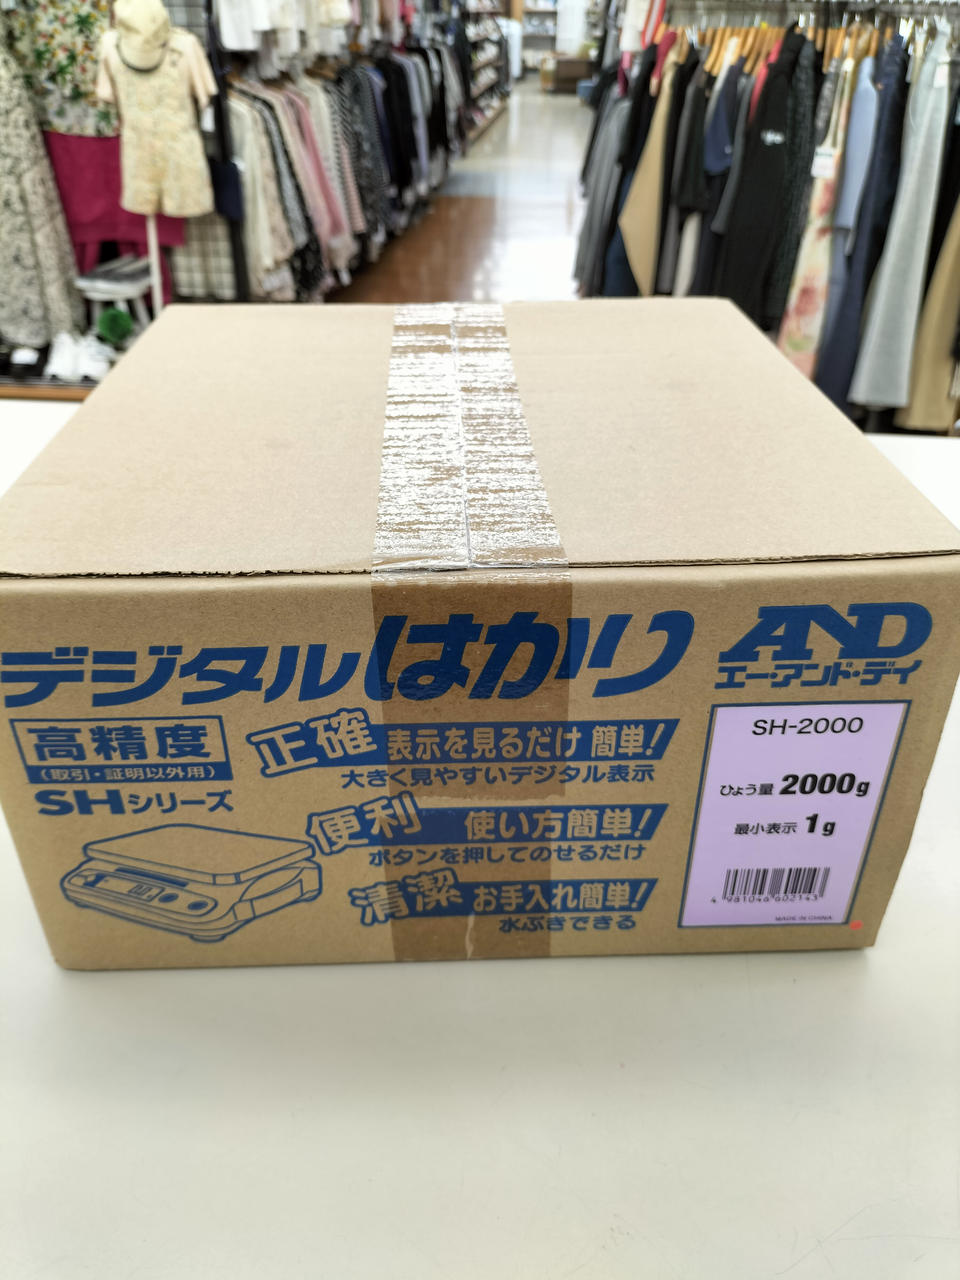 デジタルはかり
AND
エー・アンド・デイ
高精度
(取引・証明以外用)
SHシリーズ
正確 表示を見るだけ 簡単!
大きく見やすいデジタル表示
便利 使い方簡単!
ボタンを押してのせるだけ
清潔 お手入れ簡単!
水ぶきできる
SH-2000
ひょう量 2000g
最小表示 1g
4 981046 602143
MADE IN CHINA